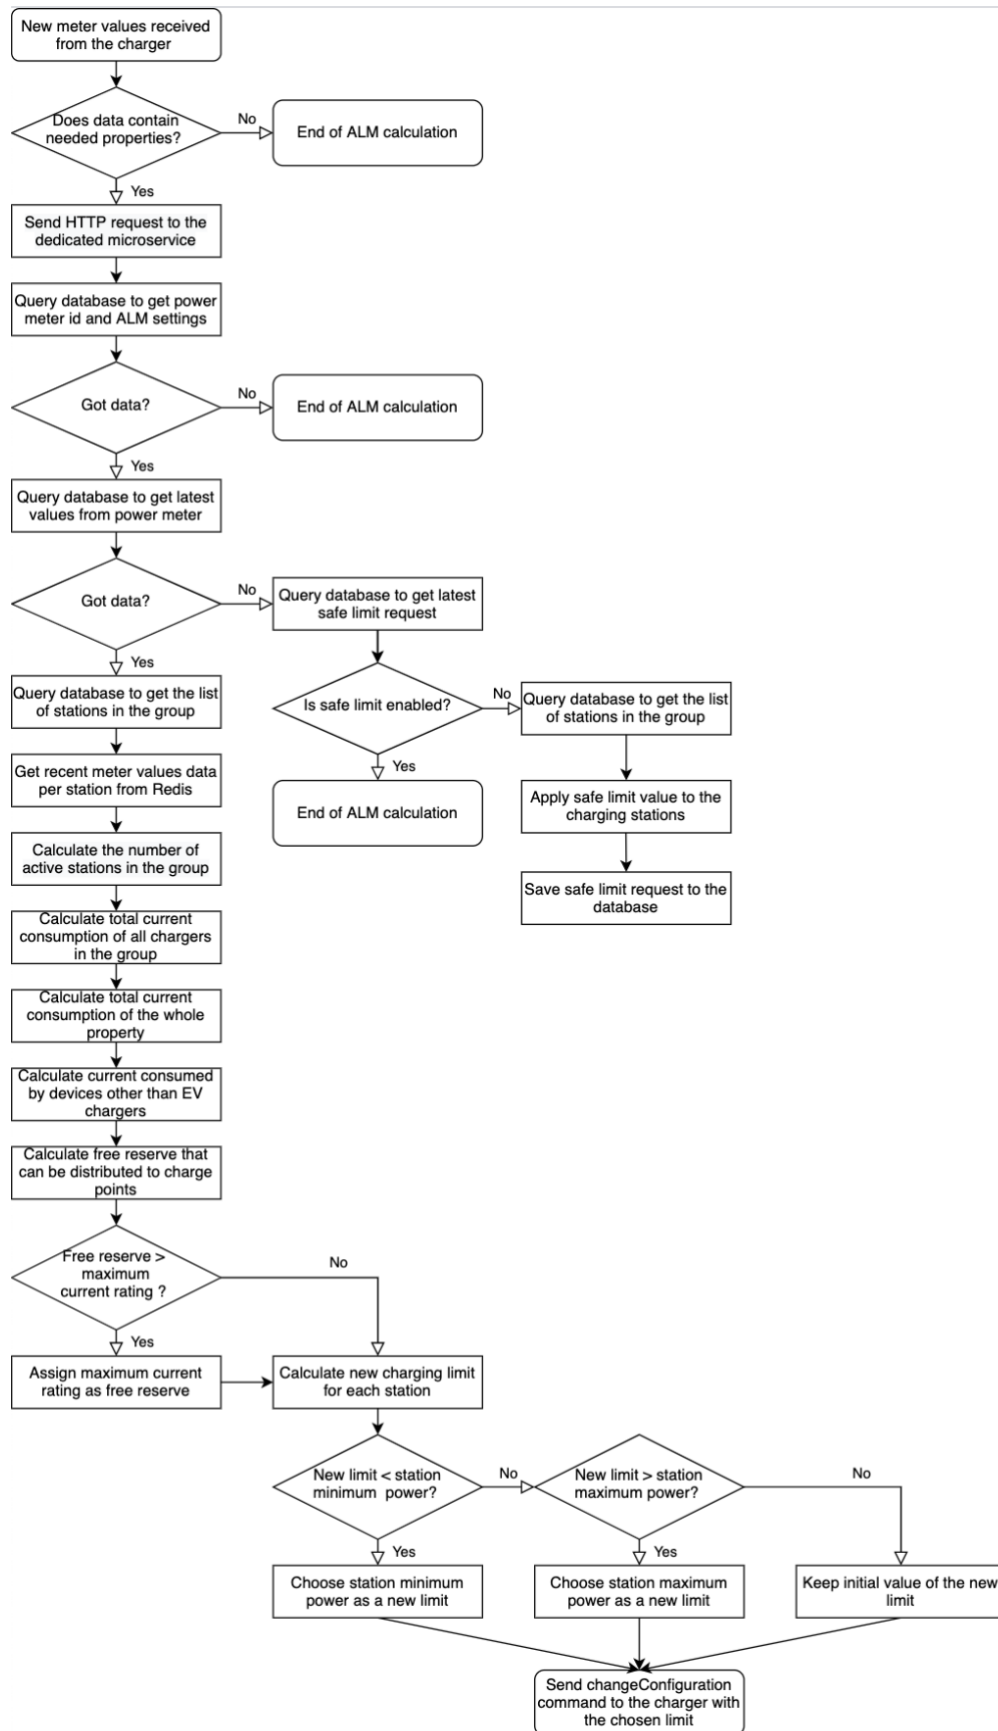 New meter values received
from the charger
Does data contain
needed properties?
No
End of ALM calculation
Yes
Send HTTP request to the
dedicated microservice
Query database to get power
meter id and ALM settings
Got data?
No
End of ALM calculation
Yes
Query database to get latest
values from power meter
Got data?
No
Query database to get latest
safe limit request
Yes
Is safe limit enabled?
No
Query database to get the list
of stations in the group
Query database to get the list
of stations in the group
Yes
Get recent meter values data
per station from Redis
End of ALM calculation
Apply safe limit value to the
charging stations
Calculate the number of
active stations in the group
Save safe limit request to the
database
Calculate total current
consumption of all chargers
in the group
Calculate total current
consumption of the whole
property
Calculate current consumed
by devices other than EV
chargers
Calculate free reserve that
can be distributed to charge
points
Free reserve >
maximum
current rating ?
No
Yes
Assign maximum current
rating as free reserve
Calculate new charging limit
for each station
New limit < station
minimum power?
No
New limit > station
maximum power?
No
Yes
Yes
Choose station minimum
power as a new limit
Choose station maximum
power as a new limit
Keep initial value of the new
limit
Send changeConfiguration
command to the charger with
the chosen limit